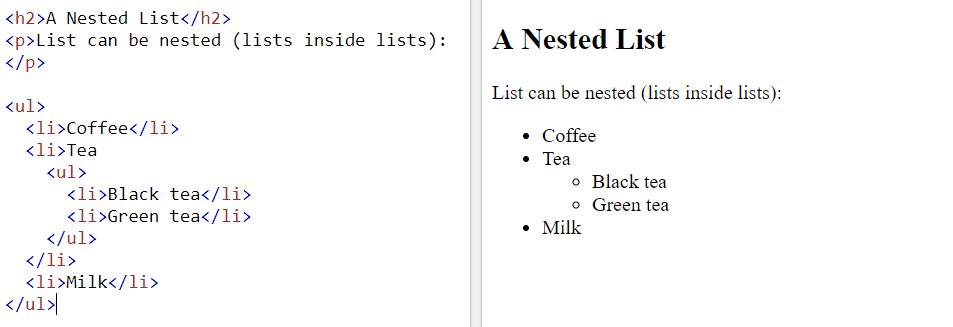 <h2>A Nested List</h2>
<p>List can be nested (lists inside lists):
</p>

<ul>
  <li>Coffee</li>
  <li>Tea
    <ul>
      <li>Black tea</li>
      <li>Green tea</li>
    </ul>
  </li>
  <li>Milk</li>
</ul>
A Nested List
List can be nested (lists inside lists):
• Coffee
• Tea
◦ Black tea
◦ Green tea
• Milk